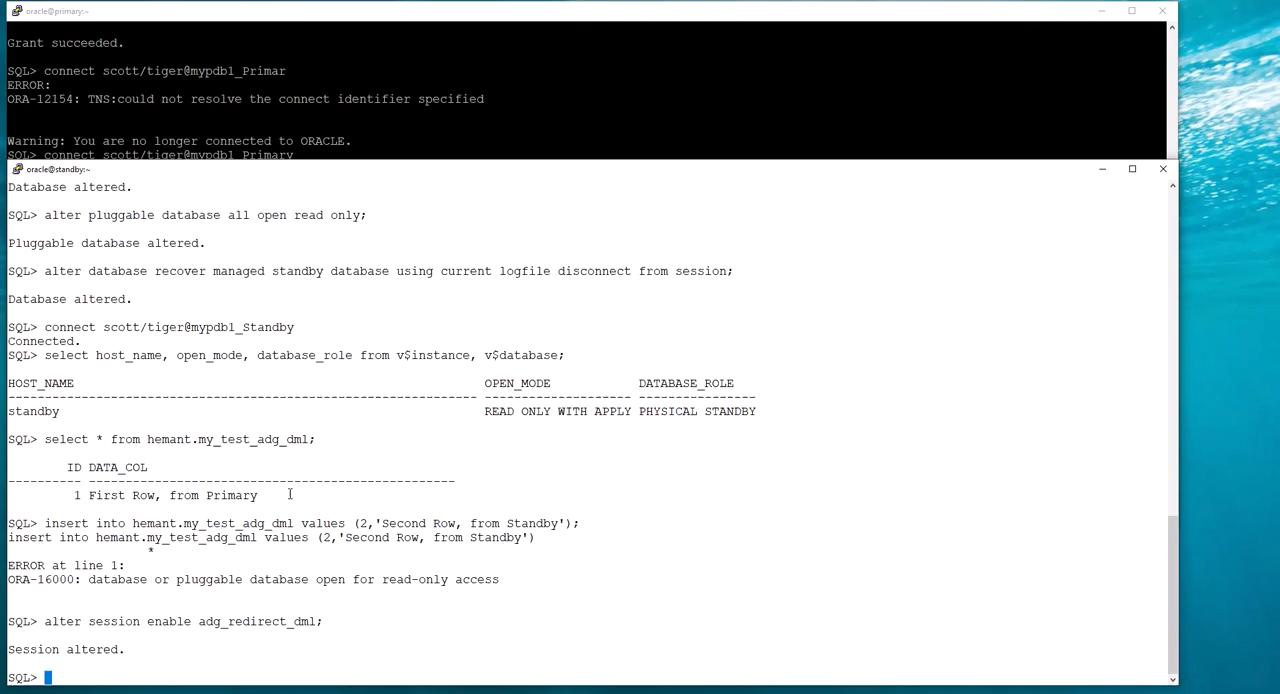 oracle@primary:~
Grant succeeded.
SQL> connect scott/tiger@mypdb1_Primar
ERROR:
ORA-12154: TNS:could not resolve the connect identifier specified
Warning: You are no longer connected to ORACLE.
SQL> connect scott/tiger@mypdb1_Primary
oracle@standby:~
Database altered.
SQL> alter pluggable database all open read only;
Pluggable database altered.
SQL> alter database recover managed standby database using current logfile disconnect from session;
Database altered.
SQL> connect scott/tiger@mypdb1_Standby
Connected.
SQL> select host_name, open_mode, database_role from v$instance, v$database;
HOST_NAME OPEN_MODE DATABASE_ROLE
---------------------------------------------------------------- -------------------- ----------------
standby READ ONLY WITH APPLY PHYSICAL STANDBY
SQL> select * from hemant.my_test_adg_dml;
ID DATA_COL
---------- --------------------------------------------------
1 First Row, from Primary
SQL> insert into hemant.my_test_adg_dml values (2,'Second Row, from Standby');
insert into hemant.my_test_adg_dml values (2,'Second Row, from Standby')
*
ERROR at line 1:
ORA-16000: database or pluggable database open for read-only access
SQL> alter session enable adg_redirect_dml;
Session altered.
SQL>